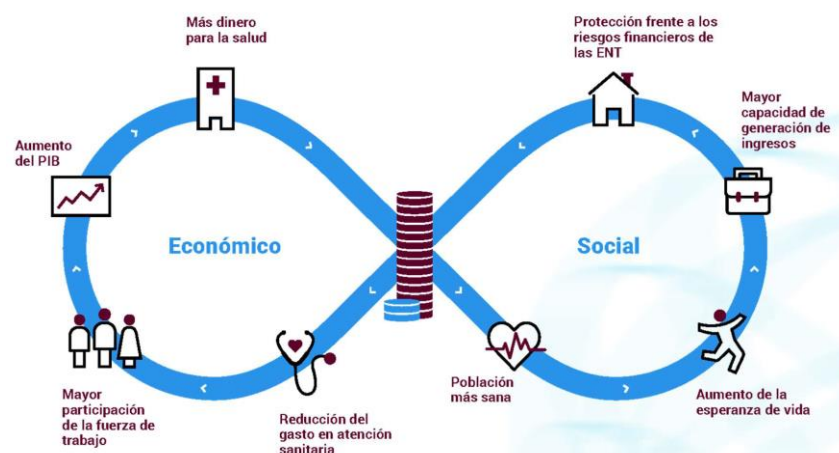 Más dinero
para la salud
Aumento
del PIB
Económico
Mayor
participación
de la fuerza de
trabajo
Reducción del
gasto en atención
sanitaria
Protección frente a los
riesgos financieros de
las ENT
Mayor
capacidad de
generación de
ingresos
Social
Población
más sana
Aumento de la
esperanza de vida